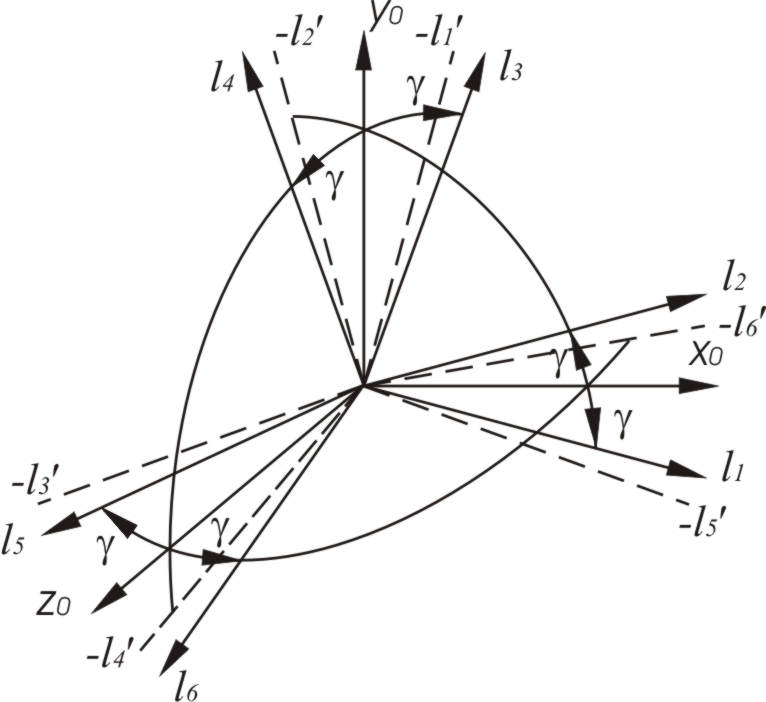 -l2' y0 -l1'
l4 γ l3
γ
l2
-l6'
γ x0
γ
l1
-l3' -l5'
l5 γ γ
z0
-l4'
l6